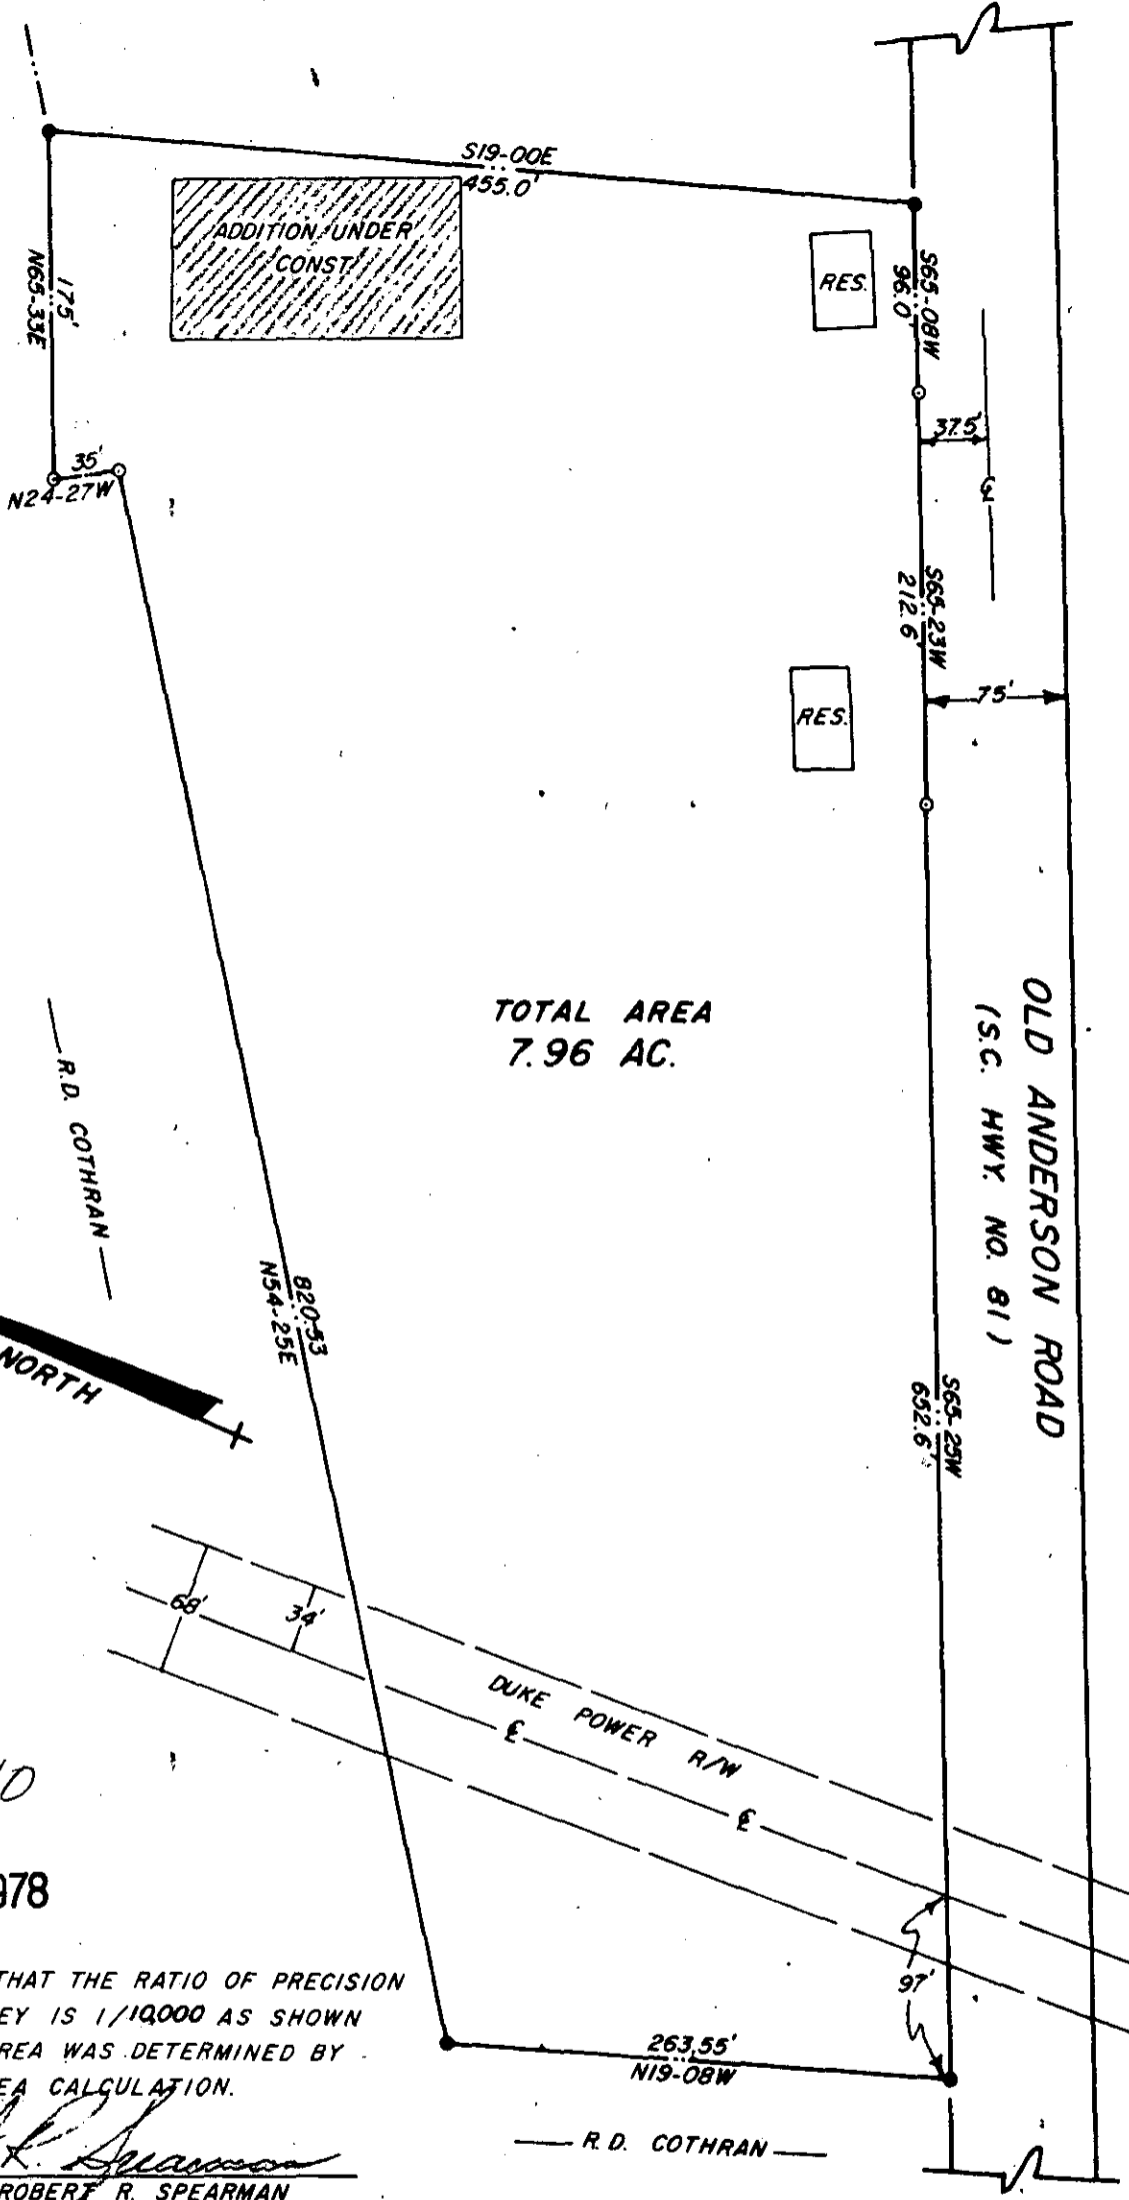 S19-00E
455.0'
ADDITION UNDER
CONST.
RES.
S65-08W
96.0'
175'
N65-33E
35'
N24-27W
37.5'
℄
S65-23W
212.6'
75'
RES.
TOTAL AREA
7.96 AC.
OLD ANDERSON ROAD
(S.C. HWY. NO. 81)
R.D. COTHRAN
820.53
N54-25E
NORTH
S65-25W
652.6'
68'
34'
DUKE POWER R/W
℄
℄
978
97'
THAT THE RATIO OF PRECISION
EY IS 1/10,000 AS SHOWN
REA WAS DETERMINED BY
EA CALCULATION.
263.55'
N19-08W
R.D. COTHRAN
R. Spearman
ROBERT R. SPEARMAN